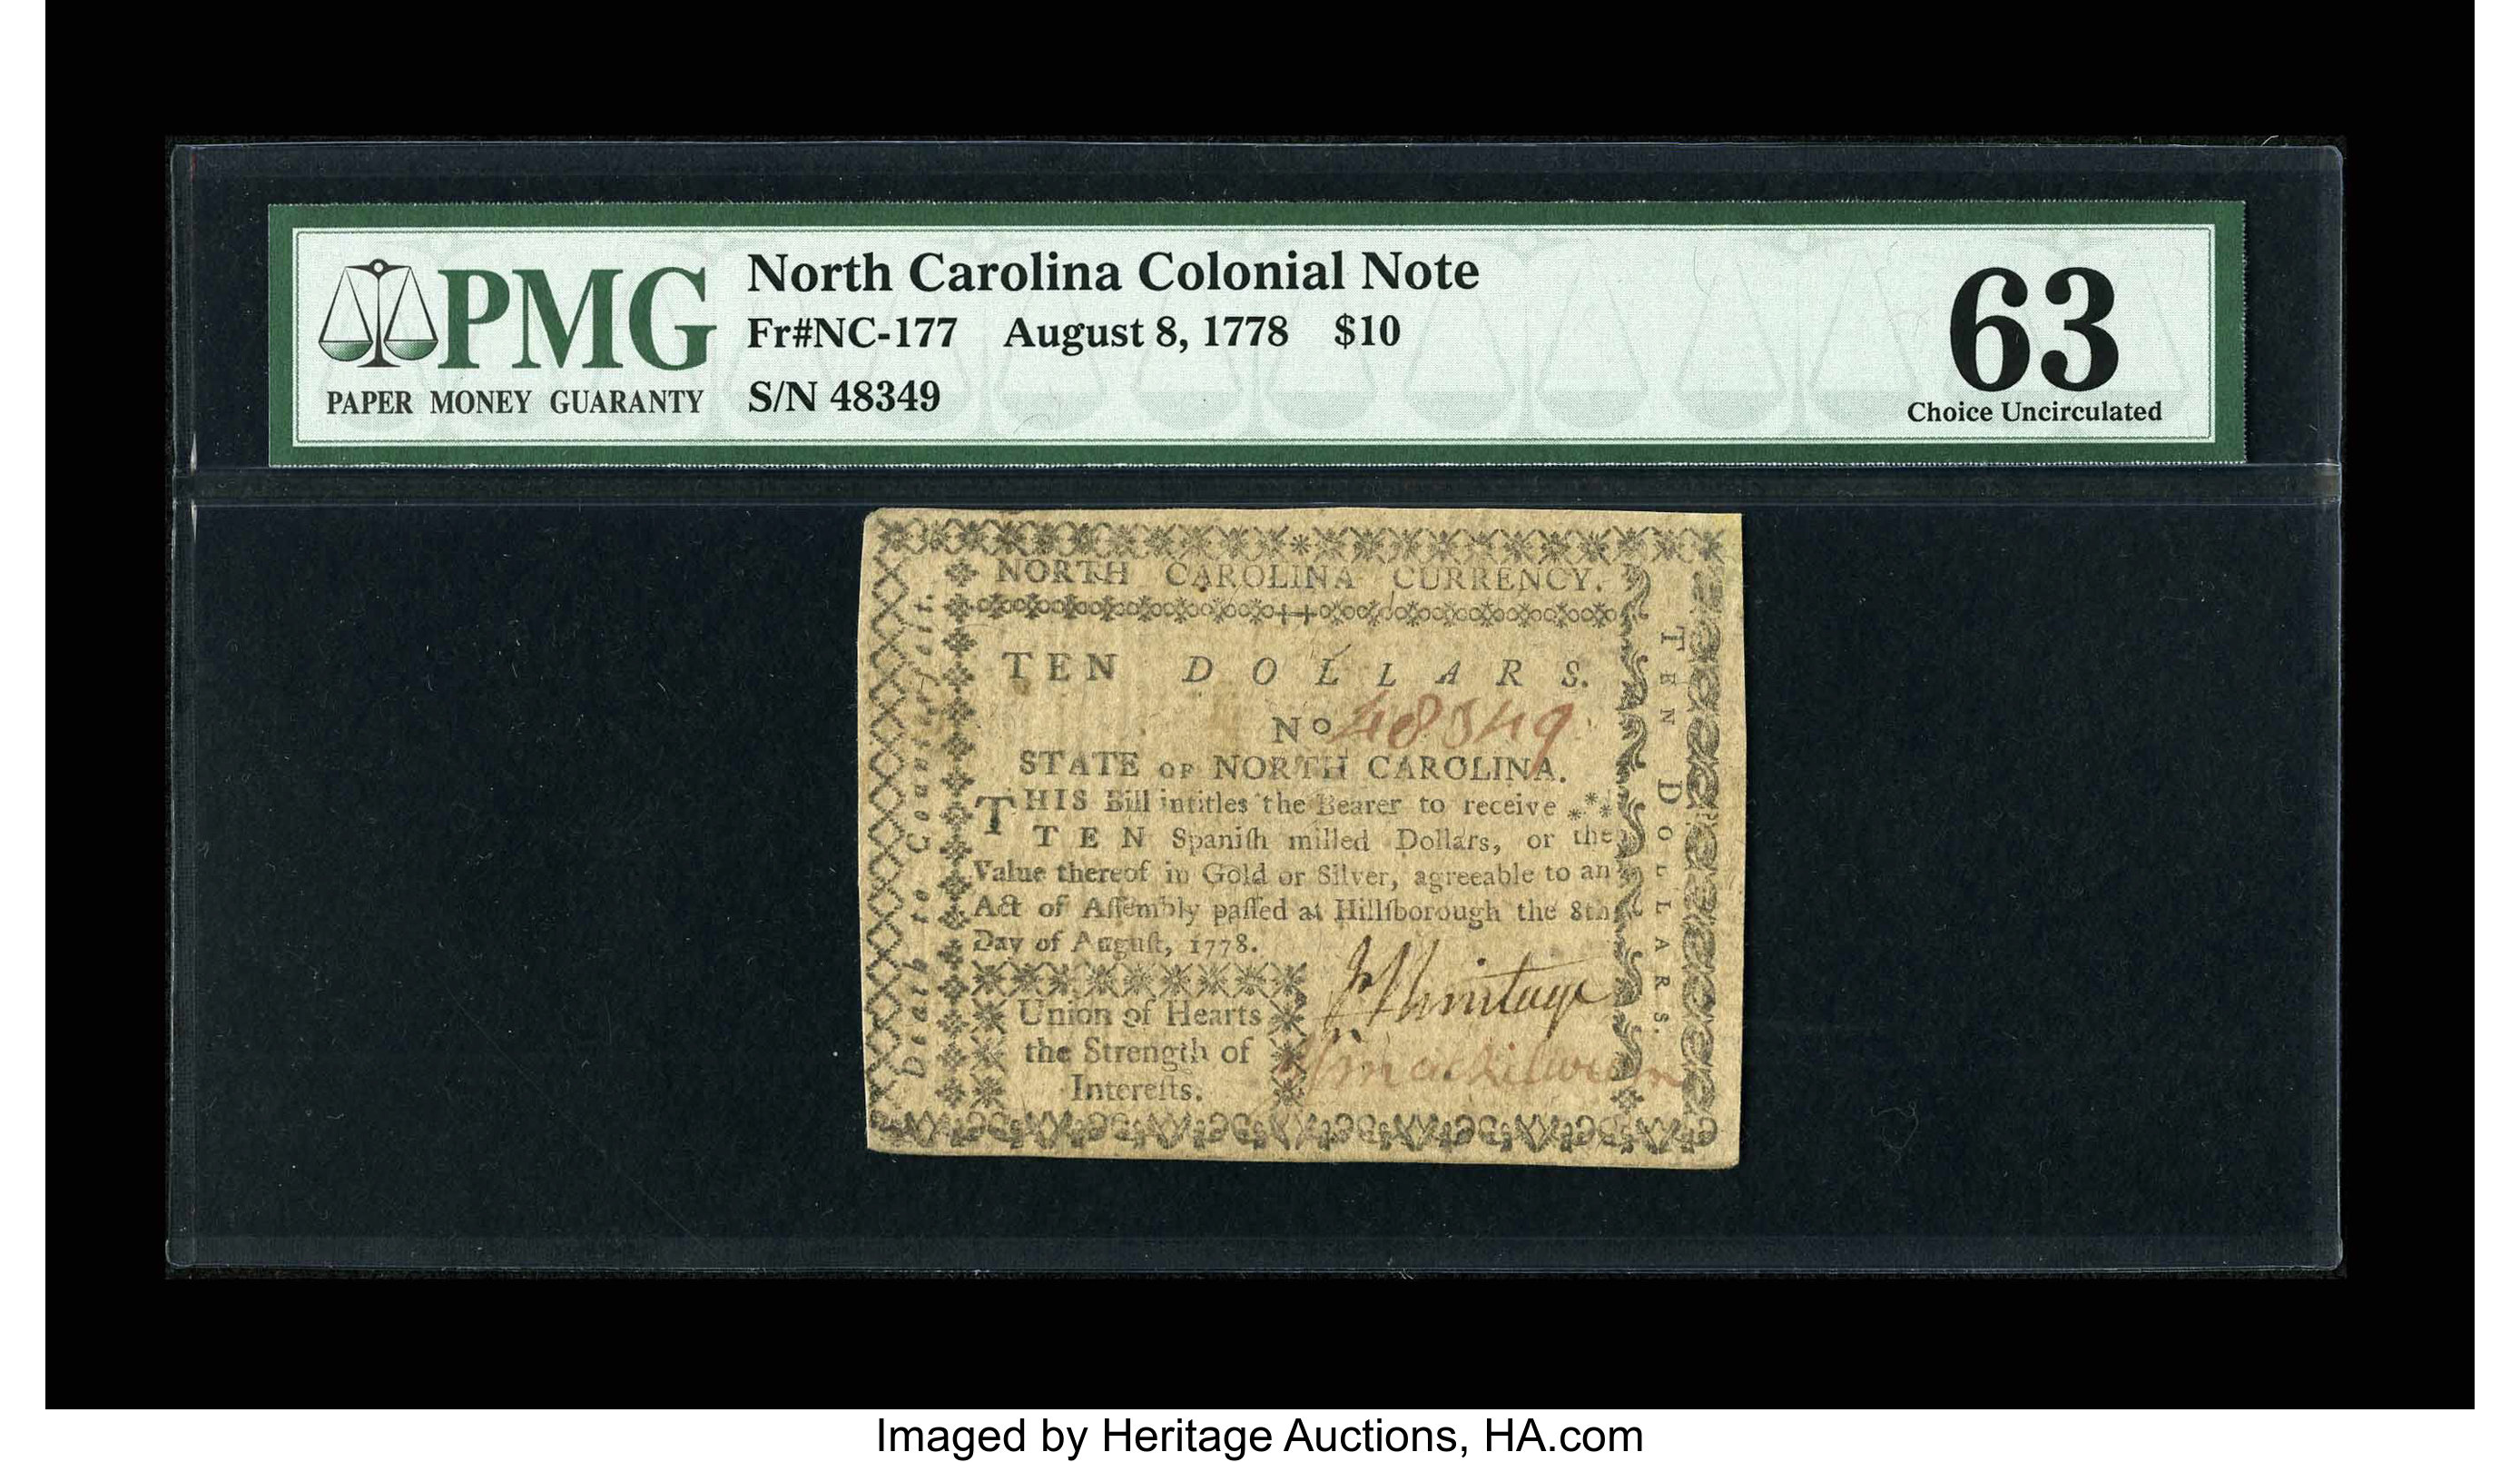 PMG
PAPER MONEY GUARANTY
North Carolina Colonial Note
Fr#NC-177 August 8, 1778 $10
S/N 48349
63
Choice Uncirculated
NORTH CAROLINA CURRENCY.
TEN DOLLARS.
No 48349
STATE OF NORTH CAROLINA.
THIS Bill intitles the Bearer to receive ***
TEN Spaniſh milled Dollars, or the
Value thereof in Gold or Silver, agreeable to an
Act of Aſſembly paſſed at Hillſborough the 8th
Day of Auguſt, 1778.
Union of Hearts
the Strength of
Intereſts.
Death to Counterfeit.
TEN DOLLARS.
Imaged by Heritage Auctions, HA.com